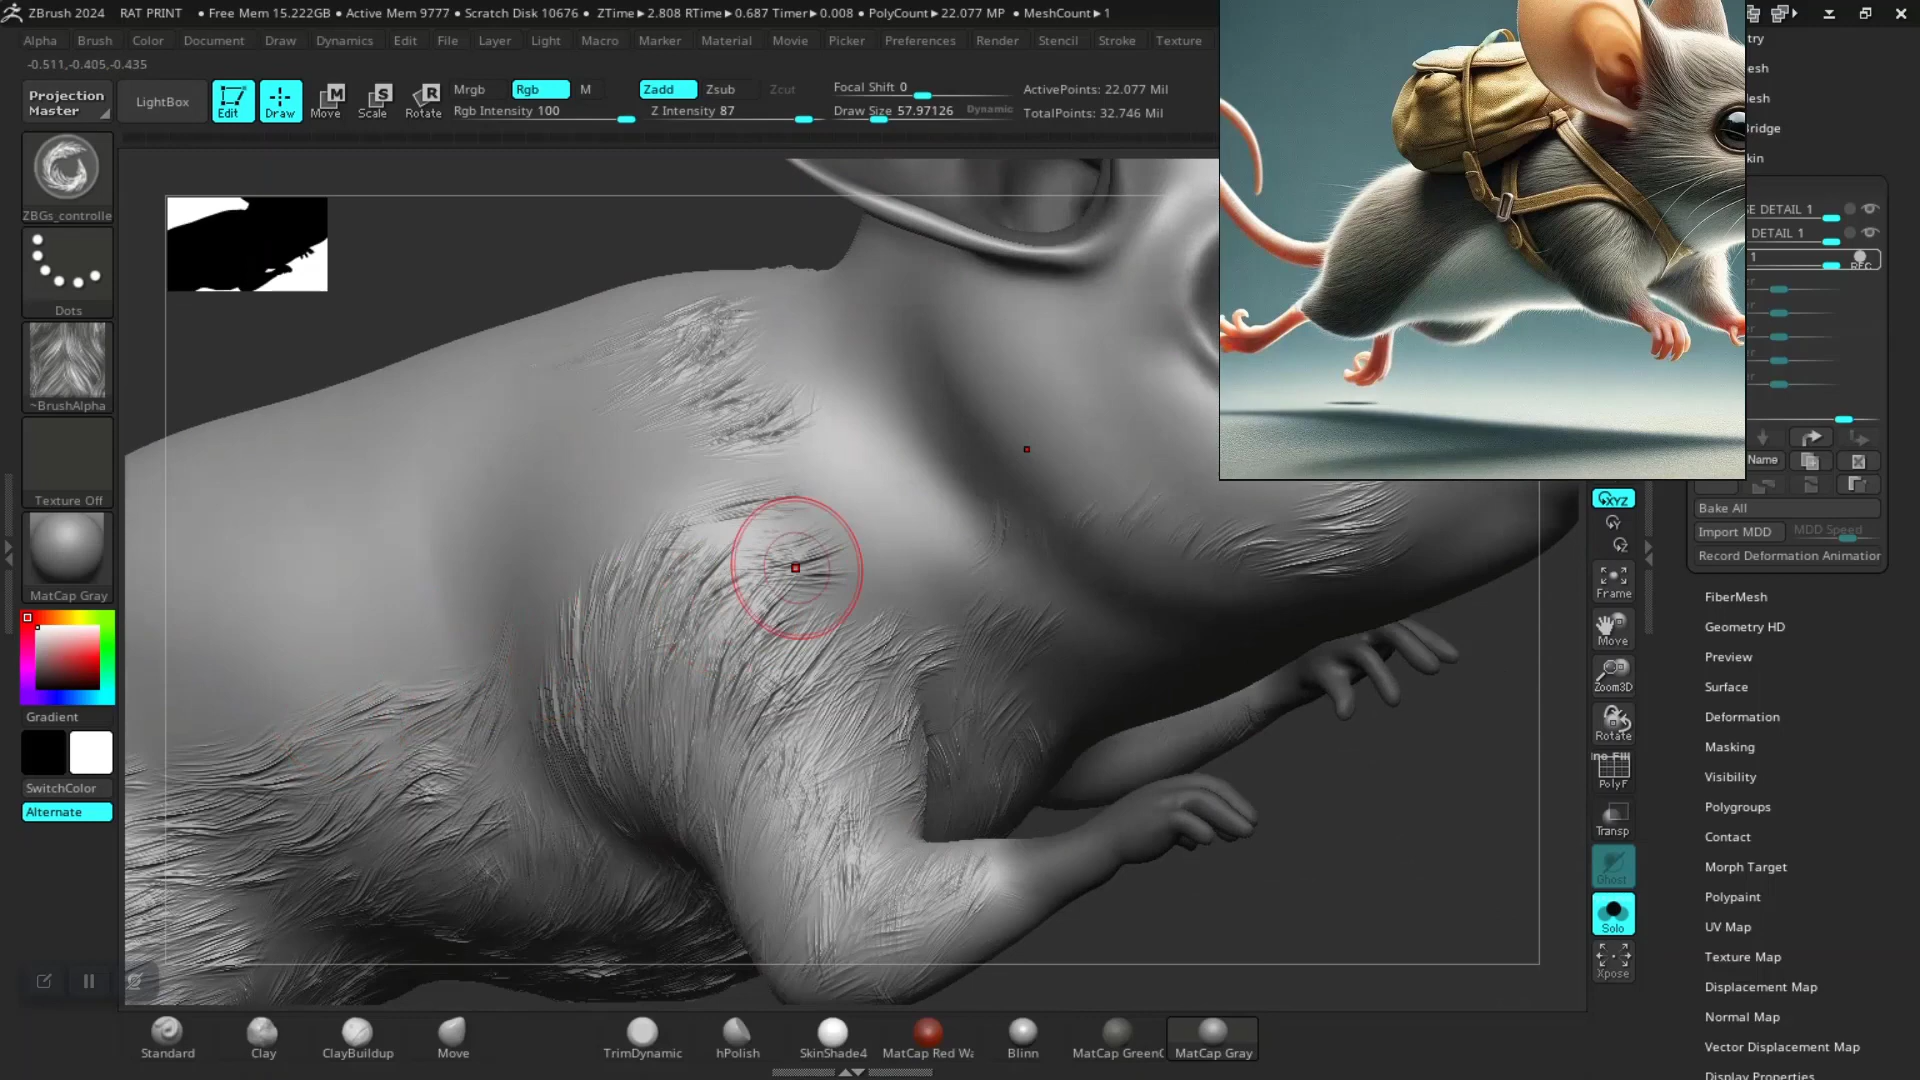 ZBrush 2024 RAT PRINT • Free Mem 15.222GB • Active Mem 9777 • Scratch Disk 10676 • ZTime▸2.808 RTime▸0.687 Timer▸0.008 • PolyCount▸22.077 MP • MeshCount▸1
Alpha Brush Color Document Draw Dynamics Edit File Layer Light Macro Marker Material Movie Picker Preferences Render Stencil Stroke Texture
-0.511,-0.405,-0.435
Projection Master
LightBox
Edit
Draw
Move
Scale
Rotate
Mrgb
Rgb
M
Rgb Intensity 100
Zadd
Zsub
Zcut
Z Intensity 87
Focal Shift 0
Draw Size 57.97126
Dynamic
ActivePoints: 22.077 Mil
TotalPoints: 32.746 Mil
ZBGs_controlle
Dots
~BrushAlpha
Texture Off
MatCap Gray
Gradient
SwitchColor
Alternate
DETAIL 1
DETAIL 1
1
REC
Name
Bake All
Import MDD
MDD Speed
Record Deformation Animation
FiberMesh
Geometry HD
Preview
Surface
Deformation
Masking
Visibility
Polygroups
Contact
Morph Target
Polypaint
UV Map
Texture Map
Displacement Map
Normal Map
Vector Displacement Map
Display Properties
XYZ
Y
Z
Frame
Move
Zoom3D
Rotate
PolyF
Transp
Ghost
Solo
Xpose
Standard
Clay
ClayBuildup
Move
TrimDynamic
hPolish
SkinShade4
MatCap Red Wa
Blinn
MatCap GreenC
MatCap Gray